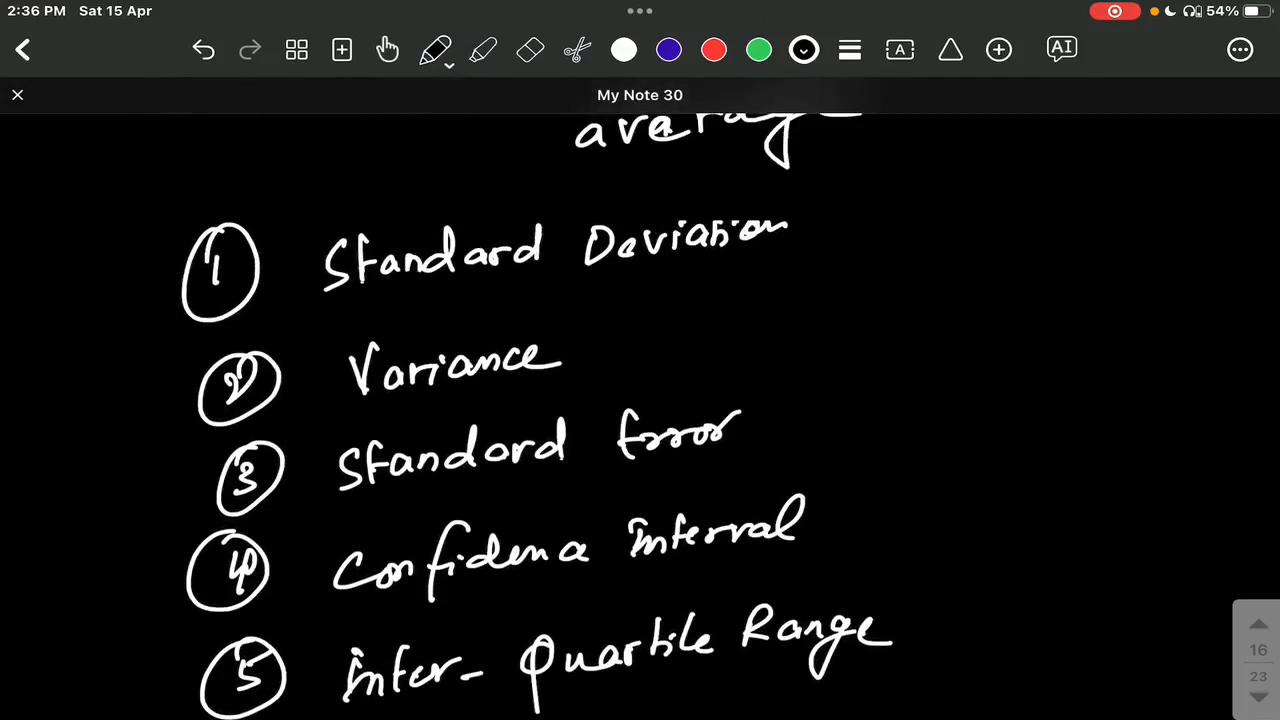 2:36 PM Sat 15 Apr
54%
A
AI
My Note 30
average
1 Standard Deviation
2 Variance
3 Standard Error
4 Confidence interval
5 inter- Quartile Range
16
23